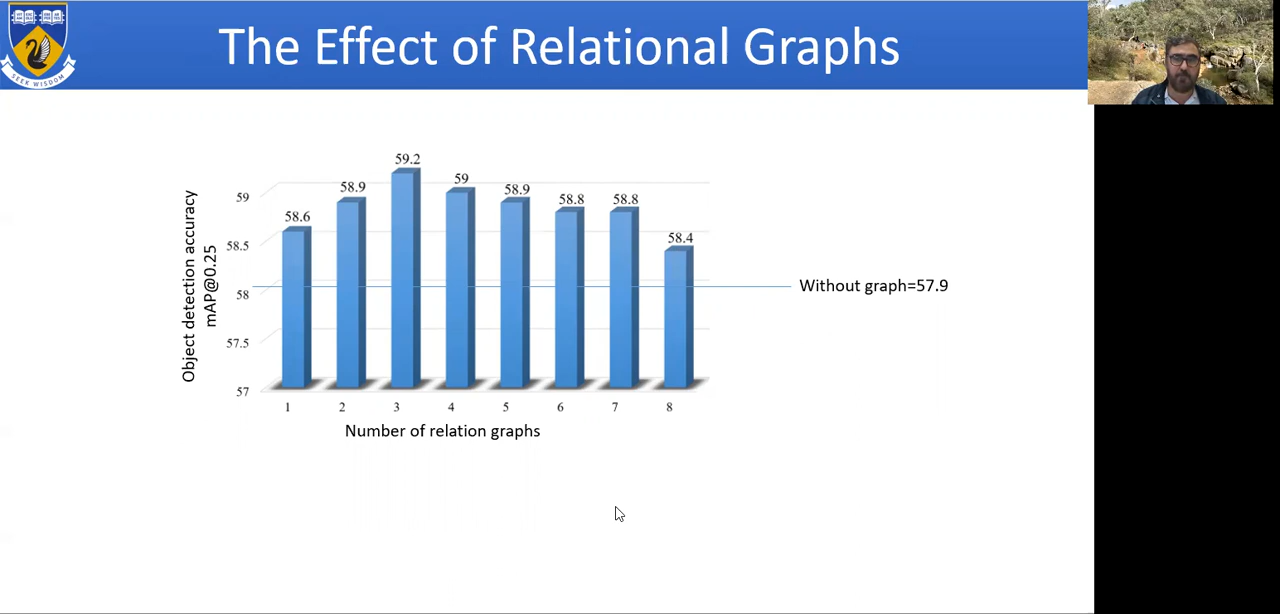 The Effect of Relational Graphs
SEEK WISDOM
Object detection accuracy
mAP@0.25
59
58.5
58
57.5
57
58.6
58.9
59.2
59
58.9
58.8
58.8
58.4
Without graph=57.9
1 2 3 4 5 6 7 8
Number of relation graphs